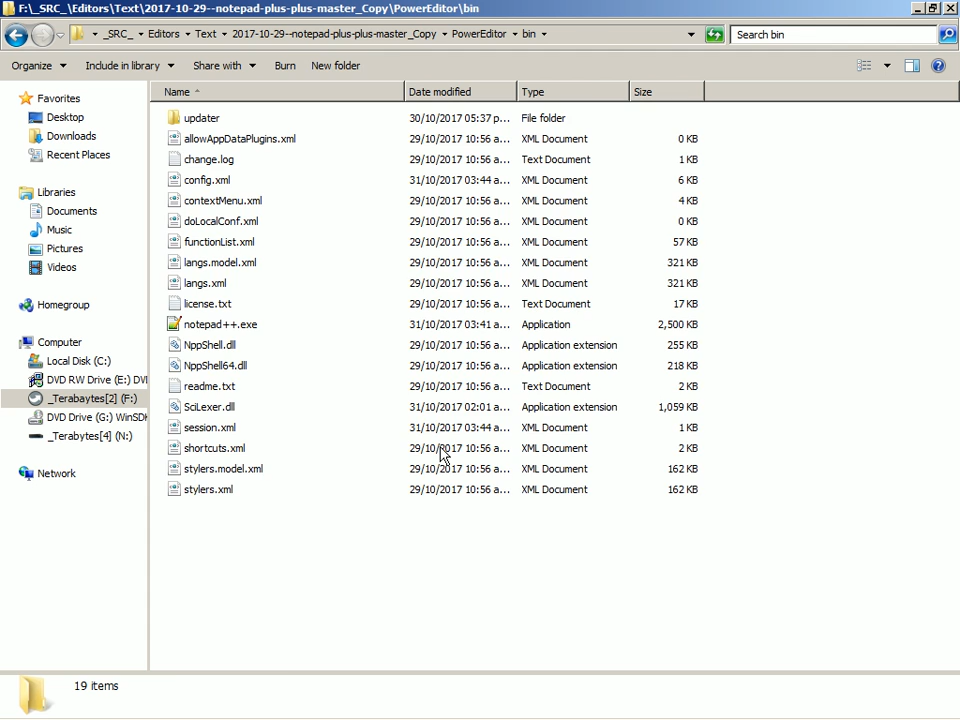 F:\_SRC_\Editors\Text\2017-10-29--notepad-plus-plus-master_Copy\PowerEditor\bin
_SRC_ Editors Text 2017-10-29--notepad-plus-plus-master_Copy PowerEditor bin
Search bin
Organize Include in library Share with Burn New folder
Name Date modified Type Size
Favorites
Desktop
Downloads
Recent Places
Libraries
Documents
Music
Pictures
Videos
Homegroup
Computer
Local Disk (C:)
DVD RW Drive (E:) DVI
_Terabaytes[2] (F:)
DVD Drive (G:) WinSDK
_Terabytes[4] (N:)
Network
updater 30/10/2017 05:37 p... File folder
allowAppDataPlugins.xml 29/10/2017 10:56 a... XML Document 0 KB
change.log 29/10/2017 10:56 a... Text Document 1 KB
config.xml 31/10/2017 03:44 a... XML Document 6 KB
contextMenu.xml 29/10/2017 10:56 a... XML Document 4 KB
doLocalConf.xml 29/10/2017 10:56 a... XML Document 0 KB
functionList.xml 29/10/2017 10:56 a... XML Document 57 KB
langs.model.xml 29/10/2017 10:56 a... XML Document 321 KB
langs.xml 29/10/2017 10:56 a... XML Document 321 KB
license.txt 29/10/2017 10:56 a... Text Document 17 KB
notepad++.exe 31/10/2017 03:41 a... Application 2,500 KB
NppShell.dll 29/10/2017 10:56 a... Application extension 255 KB
NppShell64.dll 29/10/2017 10:56 a... Application extension 218 KB
readme.txt 29/10/2017 10:56 a... Text Document 2 KB
SciLexer.dll 31/10/2017 02:01 a... Application extension 1,059 KB
session.xml 31/10/2017 03:44 a... XML Document 1 KB
shortcuts.xml 29/10/2017 10:56 a... XML Document 2 KB
stylers.model.xml 29/10/2017 10:56 a... XML Document 162 KB
stylers.xml 29/10/2017 10:56 a... XML Document 162 KB
19 items